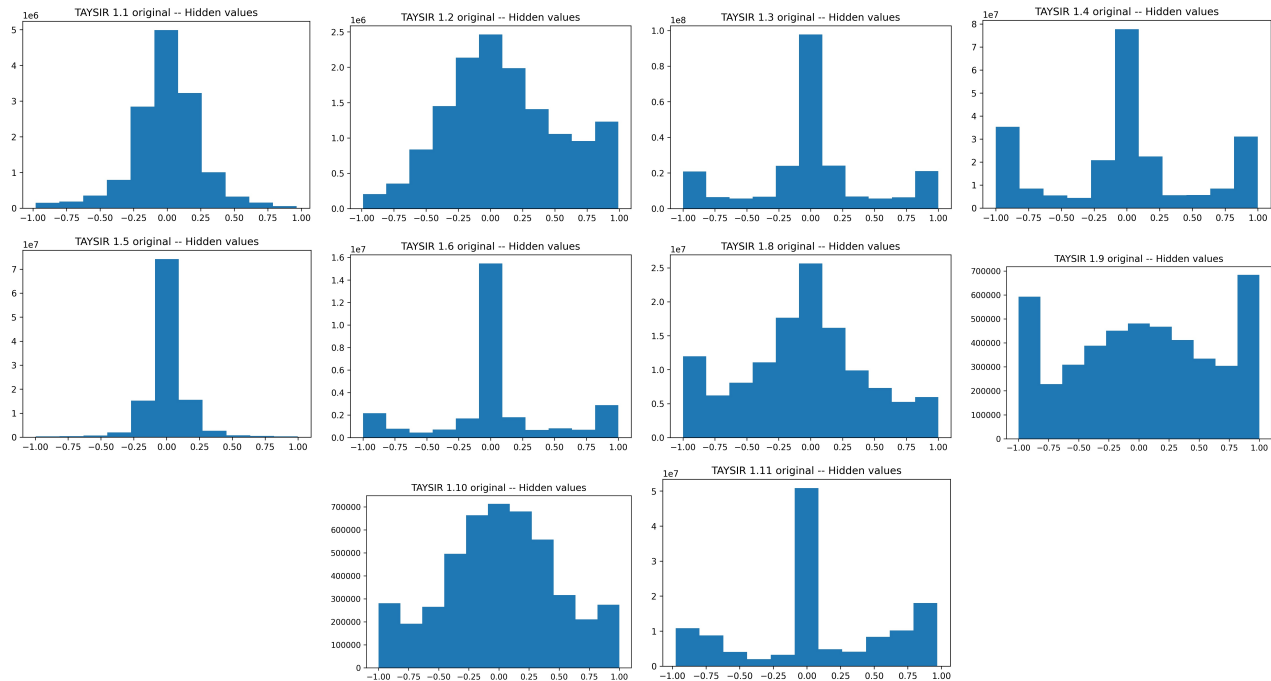 TAYSIR 1.1 original -- Hidden values
5
4
3
2
1
0
1e6
−1.00 −0.75 −0.50 −0.25 0.00 0.25 0.50 0.75 1.00
TAYSIR 1.2 original -- Hidden values
1e6
2.5
2.0
1.5
1.0
0.5
0.0
−1.00 −0.75 −0.50 −0.25 0.00 0.25 0.50 0.75 1.00
TAYSIR 1.3 original -- Hidden values
1e8
1.0
0.8
0.6
0.4
0.2
0.0
−1.00 −0.75 −0.50 −0.25 0.00 0.25 0.50 0.75 1.00
TAYSIR 1.4 original -- Hidden values
1e7
8
7
6
5
4
3
2
1
0
−1.00 −0.75 −0.50 −0.25 0.00 0.25 0.50 0.75 1.00
TAYSIR 1.5 original -- Hidden values
1e7
7
6
5
4
3
2
1
0
−1.00 −0.75 −0.50 −0.25 0.00 0.25 0.50 0.75 1.00
TAYSIR 1.6 original -- Hidden values
1e7
1.6
1.4
1.2
1.0
0.8
0.6
0.4
0.2
0.0
−1.00 −0.75 −0.50 −0.25 0.00 0.25 0.50 0.75 1.00
TAYSIR 1.8 original -- Hidden values
1e7
2.5
2.0
1.5
1.0
0.5
0.0
−1.00 −0.75 −0.50 −0.25 0.00 0.25 0.50 0.75 1.00
TAYSIR 1.9 original -- Hidden values
700000
600000
500000
400000
300000
200000
100000
0
−1.00 −0.75 −0.50 −0.25 0.00 0.25 0.50 0.75 1.00
TAYSIR 1.10 original -- Hidden values
700000
600000
500000
400000
300000
200000
100000
0
−1.00 −0.75 −0.50 −0.25 0.00 0.25 0.50 0.75 1.00
TAYSIR 1.11 original -- Hidden values
1e7
5
4
3
2
1
0
−1.00 −0.75 −0.50 −0.25 0.00 0.25 0.50 0.75 1.00